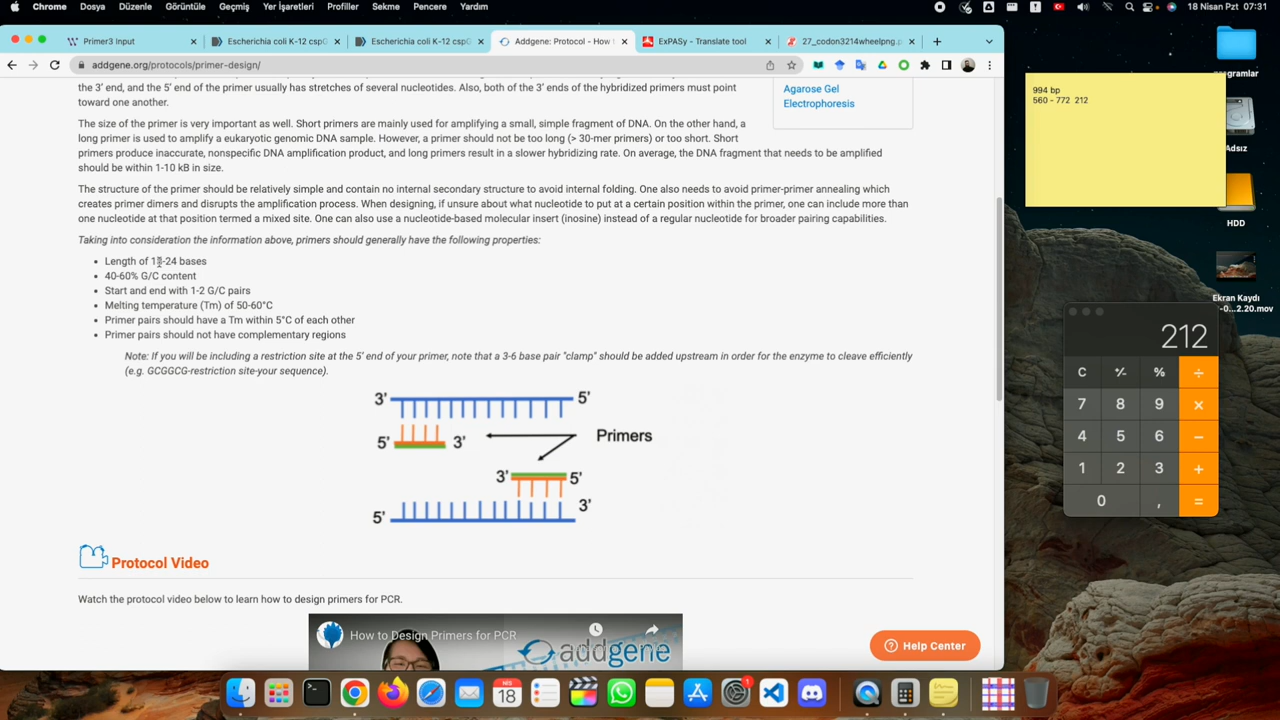 Chrome Dosya Düzenle Görüntüle Geçmiş Yer İşaretleri Profiller Sekme Pencere Yardım 18 Nisan Pzt 07:31
Primer3 Input Escherichia coli K-12 cspG Escherichia coli K-12 cspG Addgene: Protocol - How t ExPASy - Translate tool 27_codon3214wheelpng.p
addgene.org/protocols/primer-design/
the 3' end, and the 5' end of the primer usually has stretches of several nucleotides. Also, both of the 3' ends of the hybridized primers must point
toward one another.
The size of the primer is very important as well. Short primers are mainly used for amplifying a small, simple fragment of DNA. On the other hand, a
long primer is used to amplify a eukaryotic genomic DNA sample. However, a primer should not be too long (> 30-mer primers) or too short. Short
primers produce inaccurate, nonspecific DNA amplification product, and long primers result in a slower hybridizing rate. On average, the DNA fragment that needs to be amplified
should be within 1-10 kB in size.
The structure of the primer should be relatively simple and contain no internal secondary structure to avoid internal folding. One also needs to avoid primer-primer annealing which
creates primer dimers and disrupts the amplification process. When designing, if unsure about what nucleotide to put at a certain position within the primer, one can include more than
one nucleotide at that position termed a mixed site. One can also use a nucleotide-based molecular insert (inosine) instead of a regular nucleotide for broader pairing capabilities.
Taking into consideration the information above, primers should generally have the following properties:
Length of -24 bases
40-60% G/C content
Start and end with 1-2 G/C pairs
Melting temperature (Tm) of 50-60°C
Primer pairs should have a Tm within 5°C of each other
Primer pairs should not have complementary regions
Note: If you will be including a restriction site at the 5' end of your primer, note that a 3-6 base pair "clamp" should be added upstream in order for the enzyme to cleave efficiently
(e.g. GCGGCG-restriction site-your sequence).
3' 5'
5' 3' Primers
3' 5'
5' 3'
Protocol Video
Watch the protocol video below to learn how to design primers for PCR.
How to Design Primers for PCR
addgene
Help Center
Agarose Gel
Electrophoresis
994 bp
560 - 772 212
Adsız
HDD
Ekran Kaydı
-0...2.20.mov
212
C +/- % ÷
7 8 9 ×
4 5 6 −
1 2 3 +
0 , =
NIS
18
1